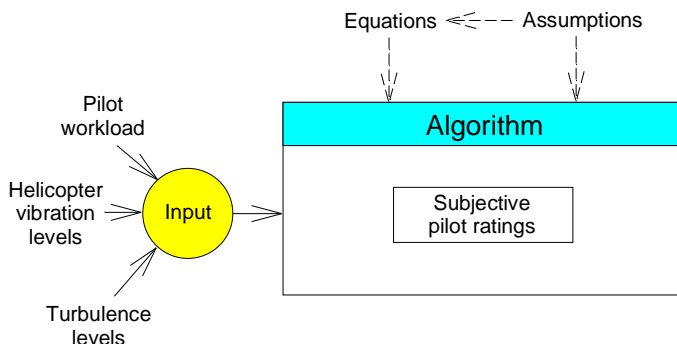 Equations
Assumptions
Pilot
workload
Algorithm
Helicopter
vibration
levels
Input
Subjective
pilot ratings
Turbulence
levels